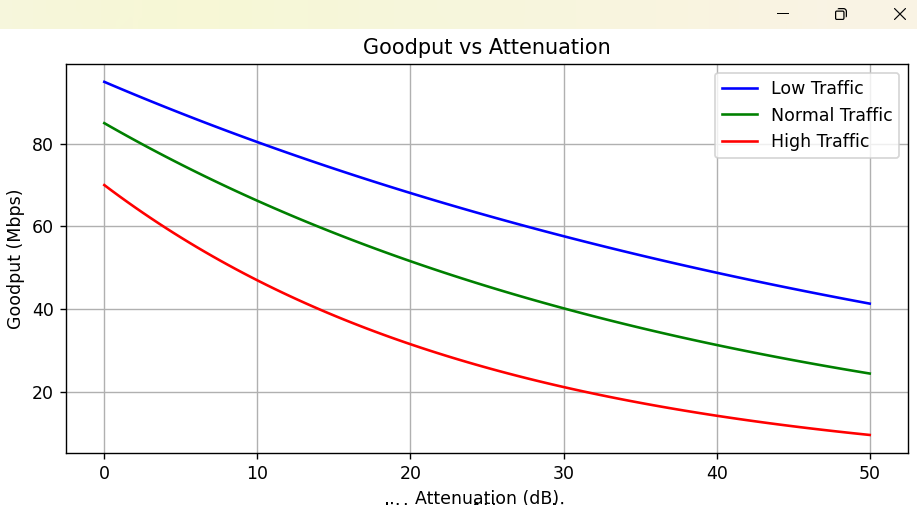 Goodput vs Attenuation
Low Traffic
Normal Traffic
High Traffic
Goodput (Mbps)
80
60
40
20
0 10 20 30 40 50
Attenuation (dB)